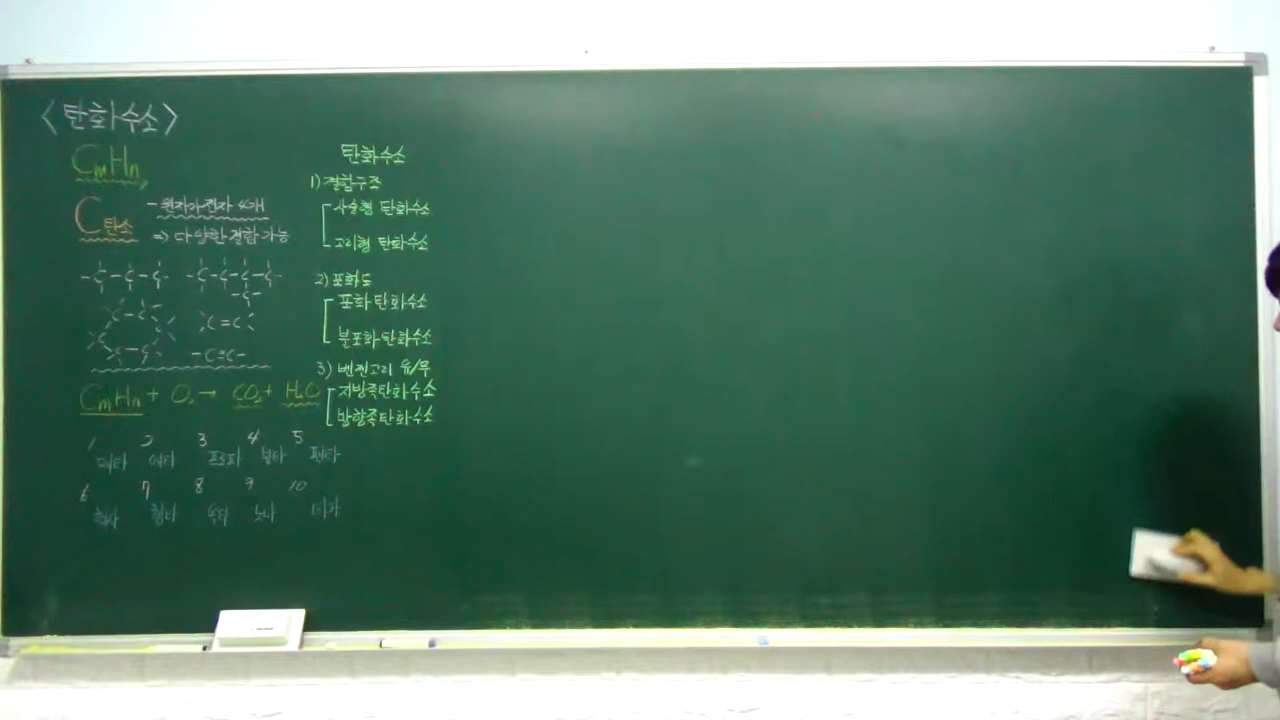 <탄화수소>
CmHn
C탄소
- 원자가 전자 4개
⇒ 다양한 결합 가능
-C-C-C-
-C-C-C-C-
-C-
C-C-
C=C
C-C-
-C≡C-
CmHn + O₂ → CO₂ + H₂O
1 2 3 4 5
메타 에타 프로파 부타 펜타
6 7 8 9 10
헥사 헵타 옥타 노나 데카
탄화수소
1) 결합구조
사슬형 탄화수소
고리형 탄화수소
2) 포화도
포화 탄화수소
불포화 탄화수소
3) 벤젠고리 유/무
지방족탄화수소
방향족탄화수소